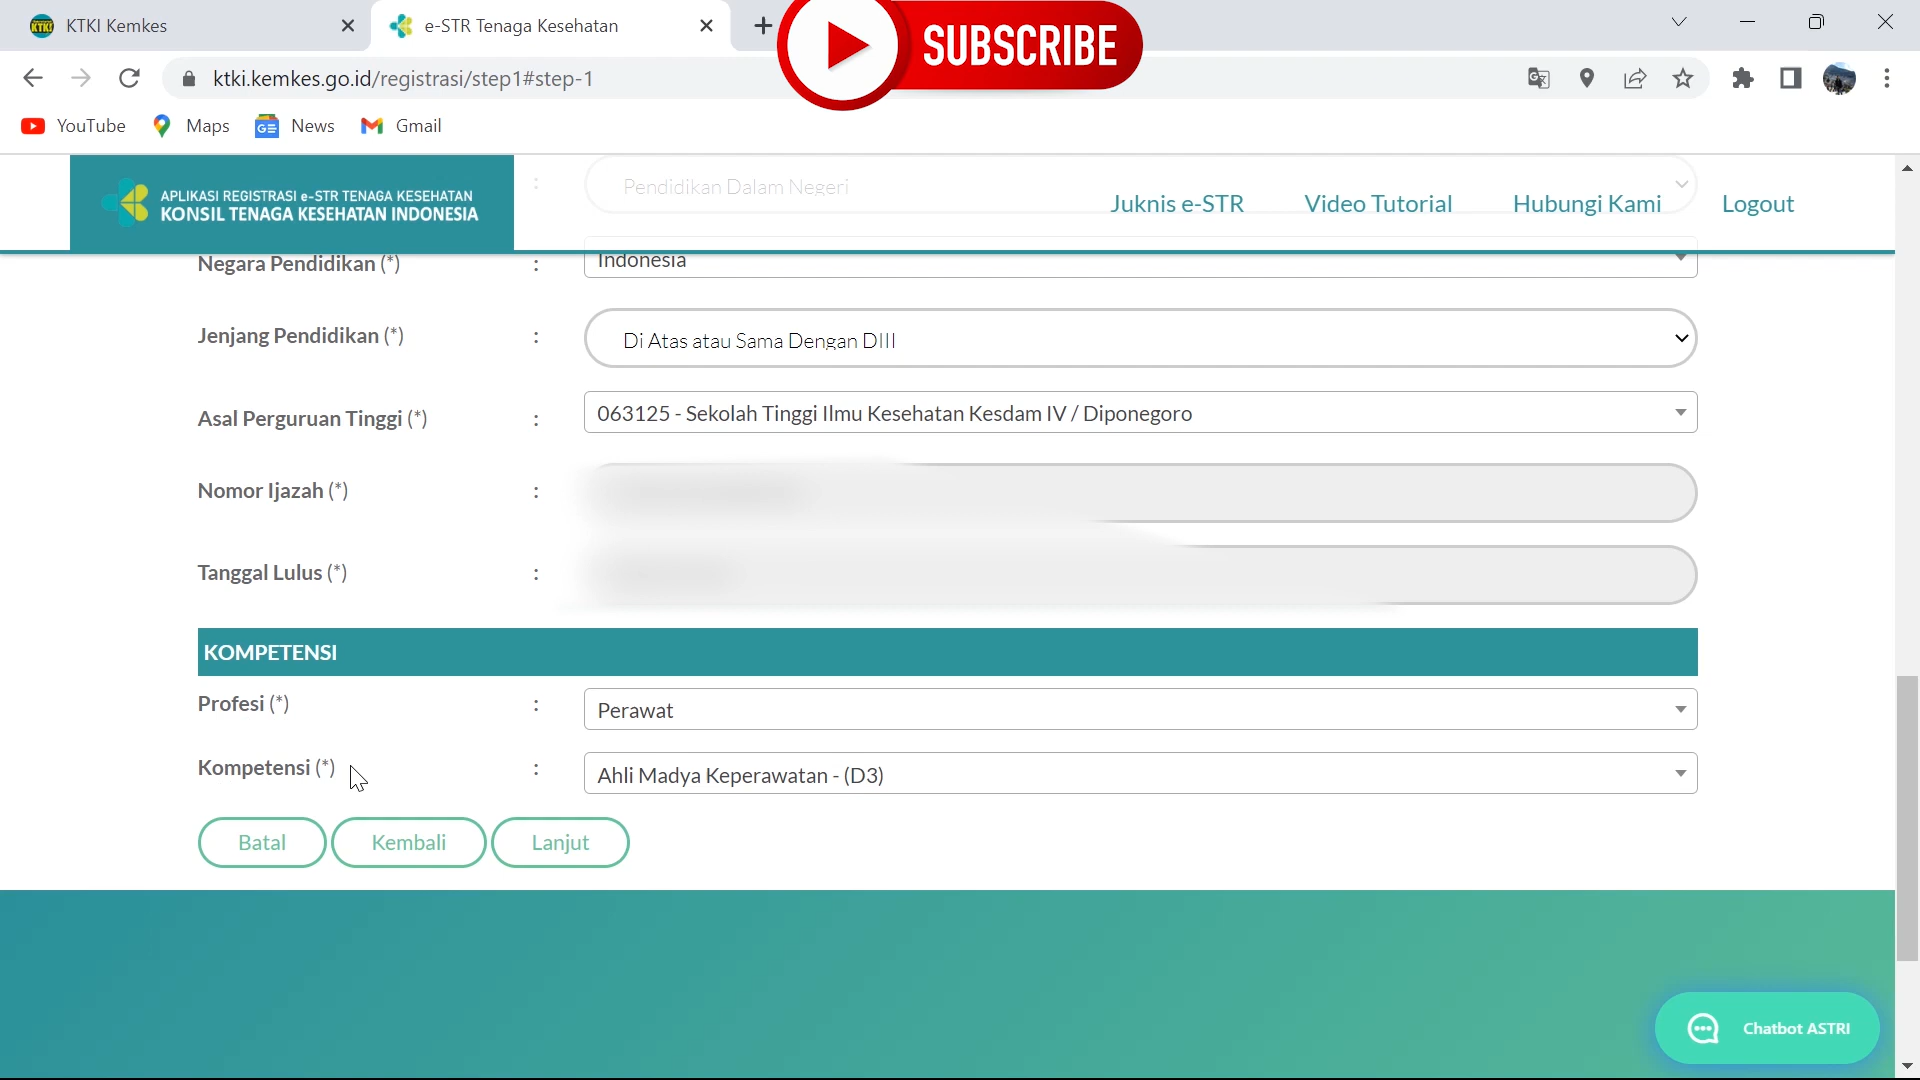 KTKI Kemkes
e-STR Tenaga Kesehatan
SUBSCRIBE
ktki.kemkes.go.id/registrasi/step1#step-1
YouTube
Maps
News
Gmail
APLIKASI REGISTRASI e-STR TENAGA KESEHATAN
KONSIL TENAGA KESEHATAN INDONESIA
: Pendidikan Dalam Negeri
Juknis e-STR
Video Tutorial
Hubungi Kami
Logout
Negara Pendidikan (*) : Indonesia
Jenjang Pendidikan (*) : Di Atas atau Sama Dengan DIII
Asal Perguruan Tinggi (*) : 063125 - Sekolah Tinggi Ilmu Kesehatan Kesdam IV / Diponegoro
Nomor Ijazah (*) :
Tanggal Lulus (*) :
KOMPETENSI
Profesi (*) : Perawat
Kompetensi (*) : Ahli Madya Keperawatan - (D3)
Batal
Kembali
Lanjut
Chatbot ASTRI